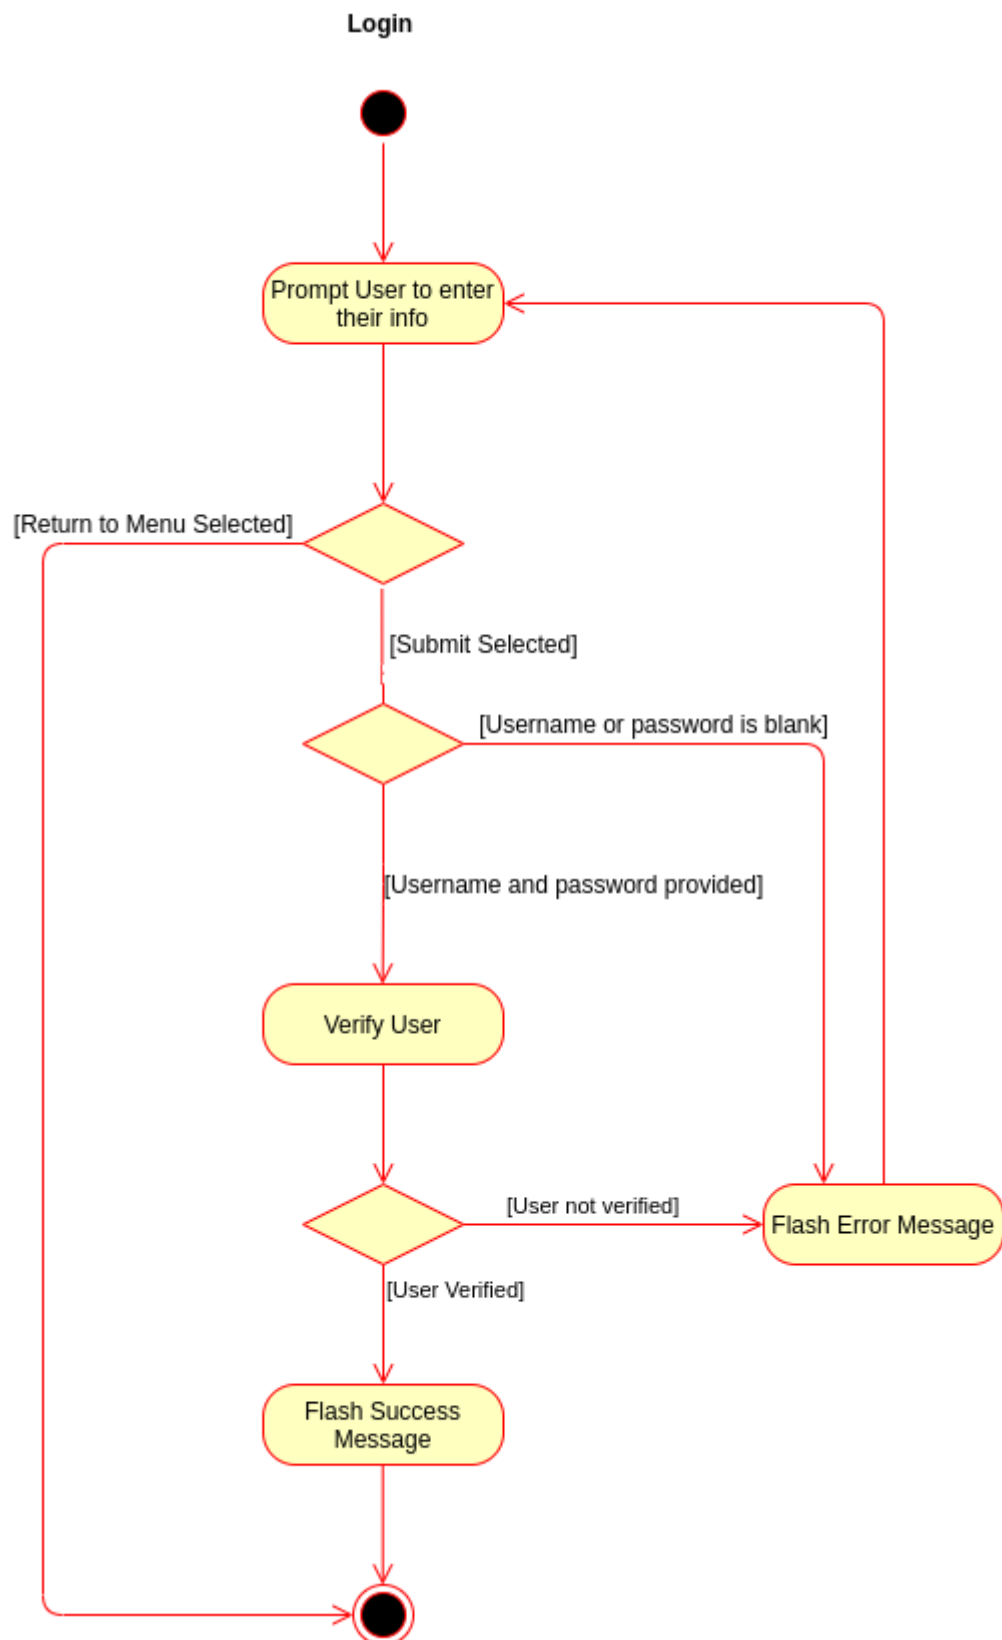 Login
Prompt User to enter
their info
[Return to Menu Selected]
[Submit Selected]
[Username or password is blank]
[Username and password provided]
Verify User
[User not verified]
Flash Error Message
[User Verified]
Flash Success
Message